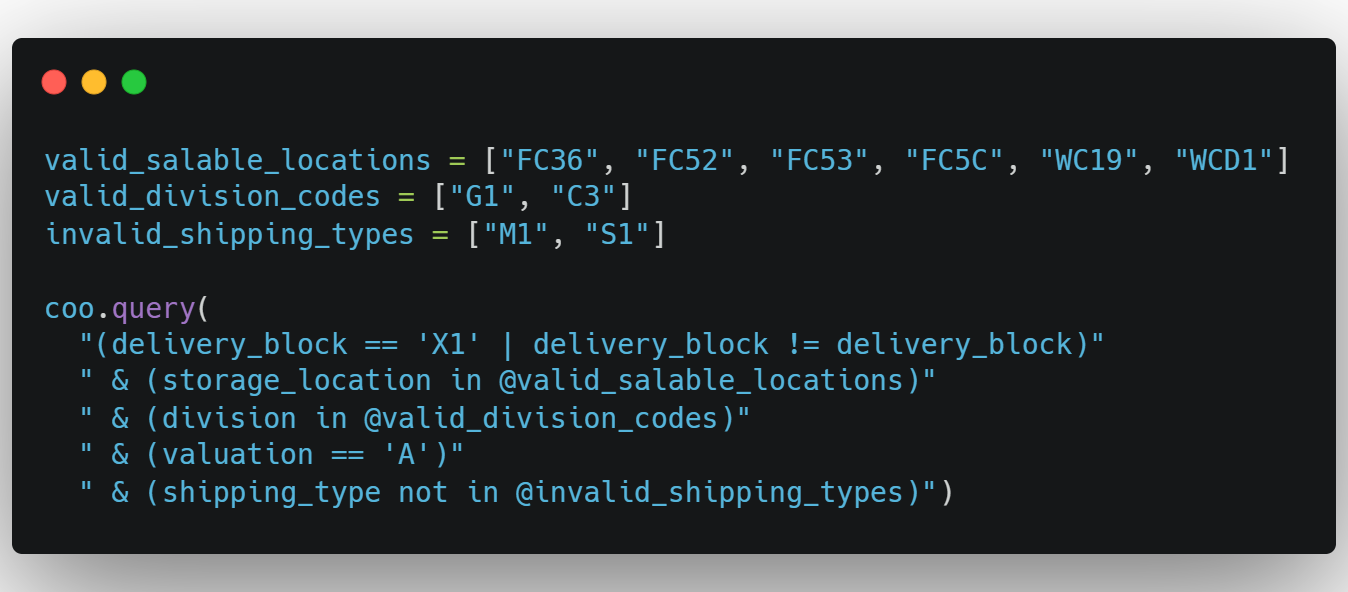 valid_salable_locations = ["FC36", "FC52", "FC53", "FC5C", "WC19", "WCD1"]
valid_division_codes = ["G1", "C3"]
invalid_shipping_types = ["M1", "S1"]

coo.query(
  "(delivery_block == 'X1' | delivery_block != delivery_block)"
  " & (storage_location in @valid_salable_locations)"
  " & (division in @valid_division_codes)"
  " & (valuation == 'A')"
  " & (shipping_type not in @invalid_shipping_types)")